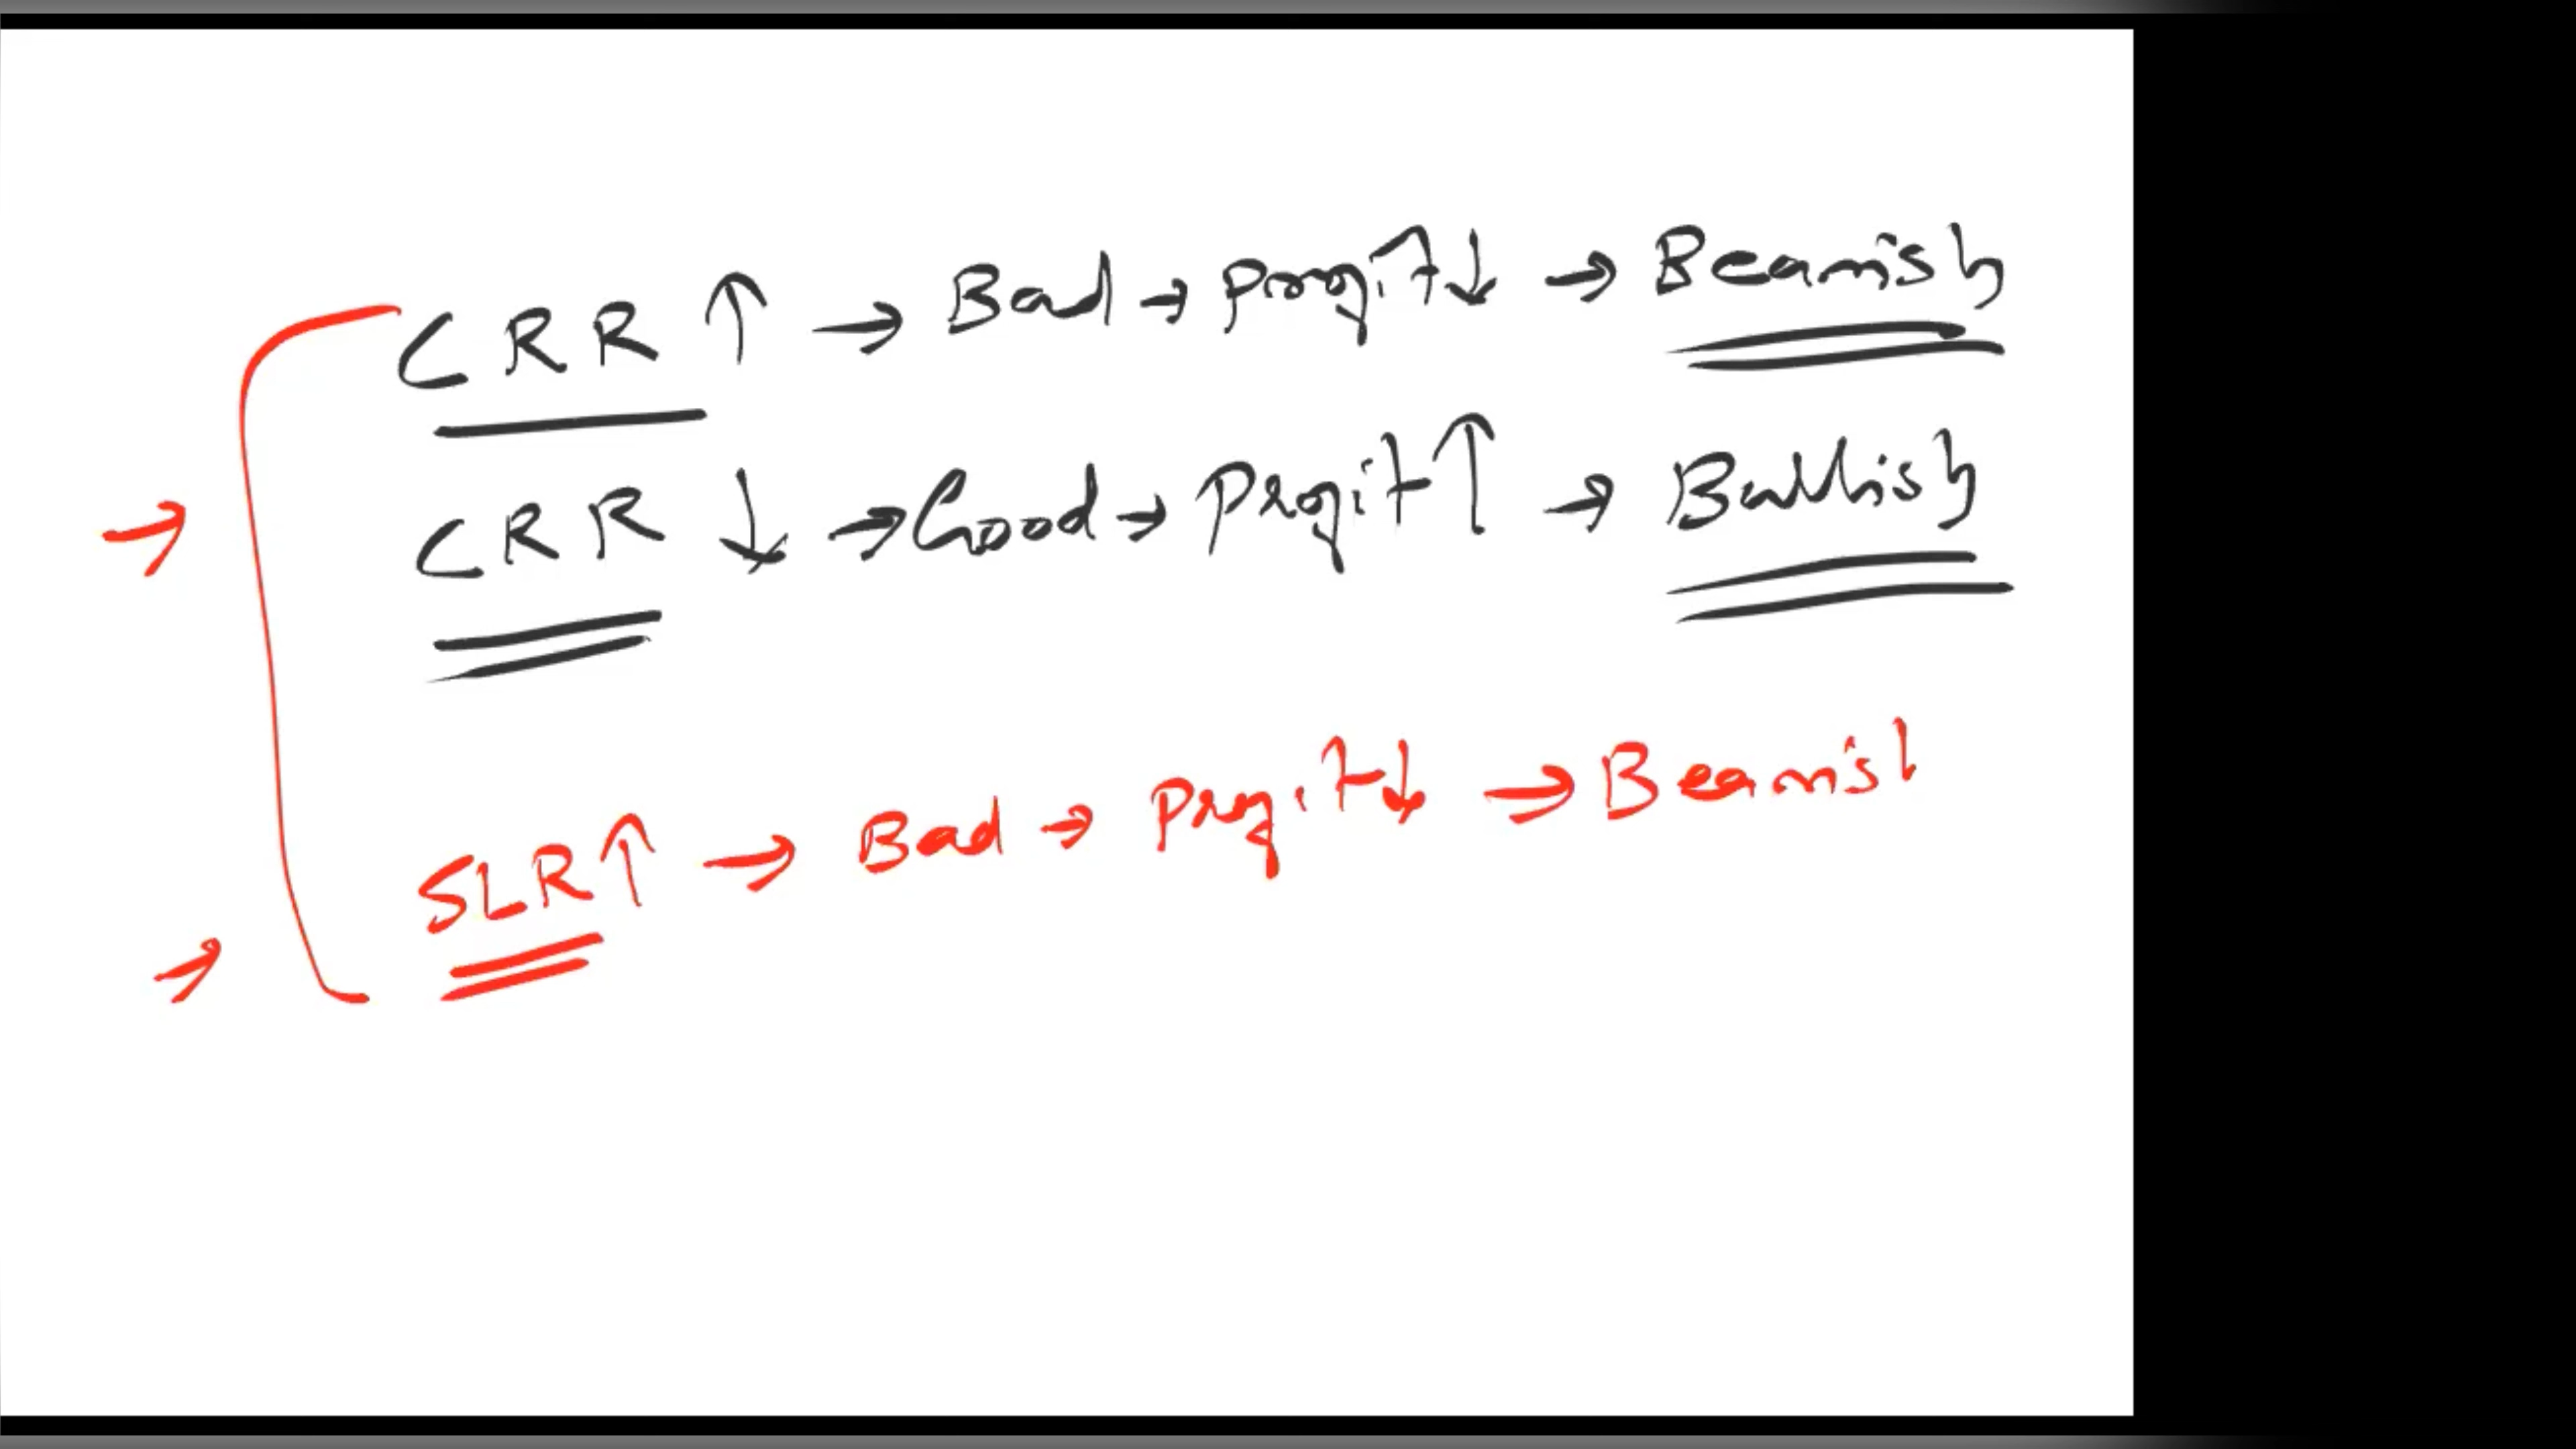 CRR ↑ → Bad → Profit ↓ → Bearish
CRR ↓ → Good → Profit ↑ → Bullish
SLR ↑ → Bad → Profit ↓ → Bearish